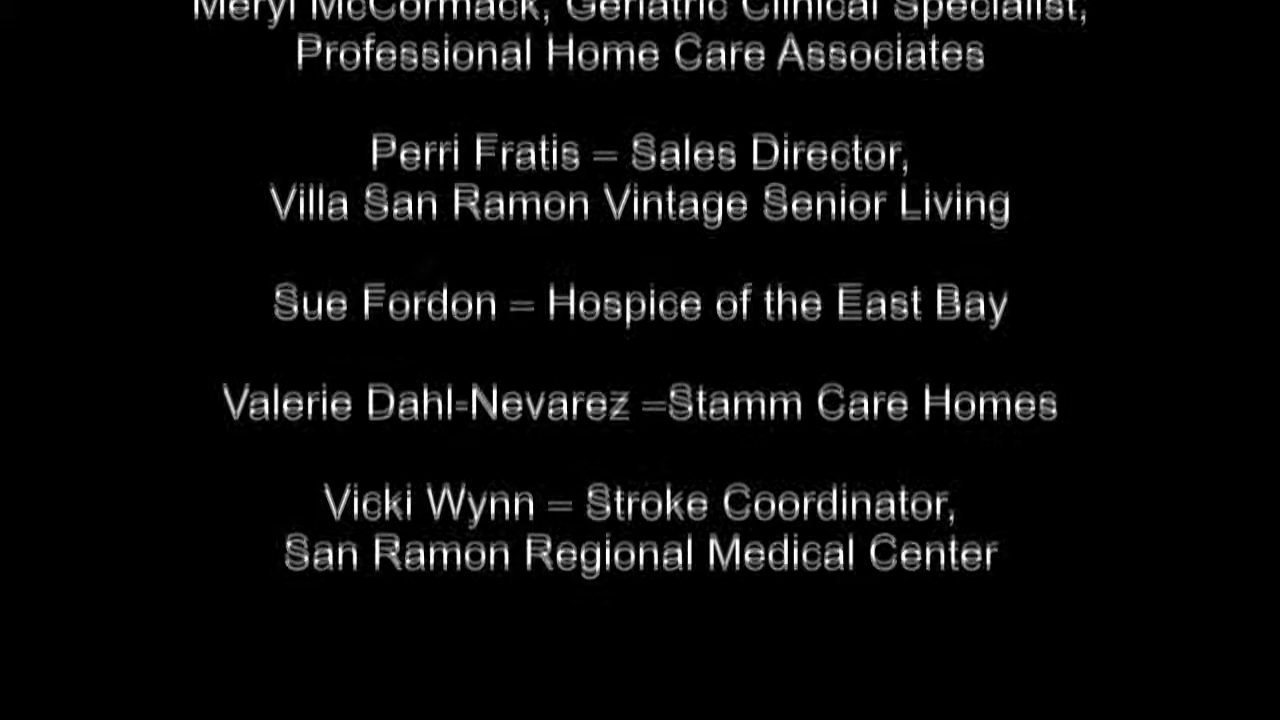 Meryl McCormack, Geriatric Clinical Specialist,
Professional Home Care Associates
Perri Fratis – Sales Director,
Villa San Ramon Vintage Senior Living
Sue Fordon – Hospice of the East Bay
Valerie Dahl-Nevarez –Stamm Care Homes
Vicki Wynn – Stroke Coordinator,
San Ramon Regional Medical Center